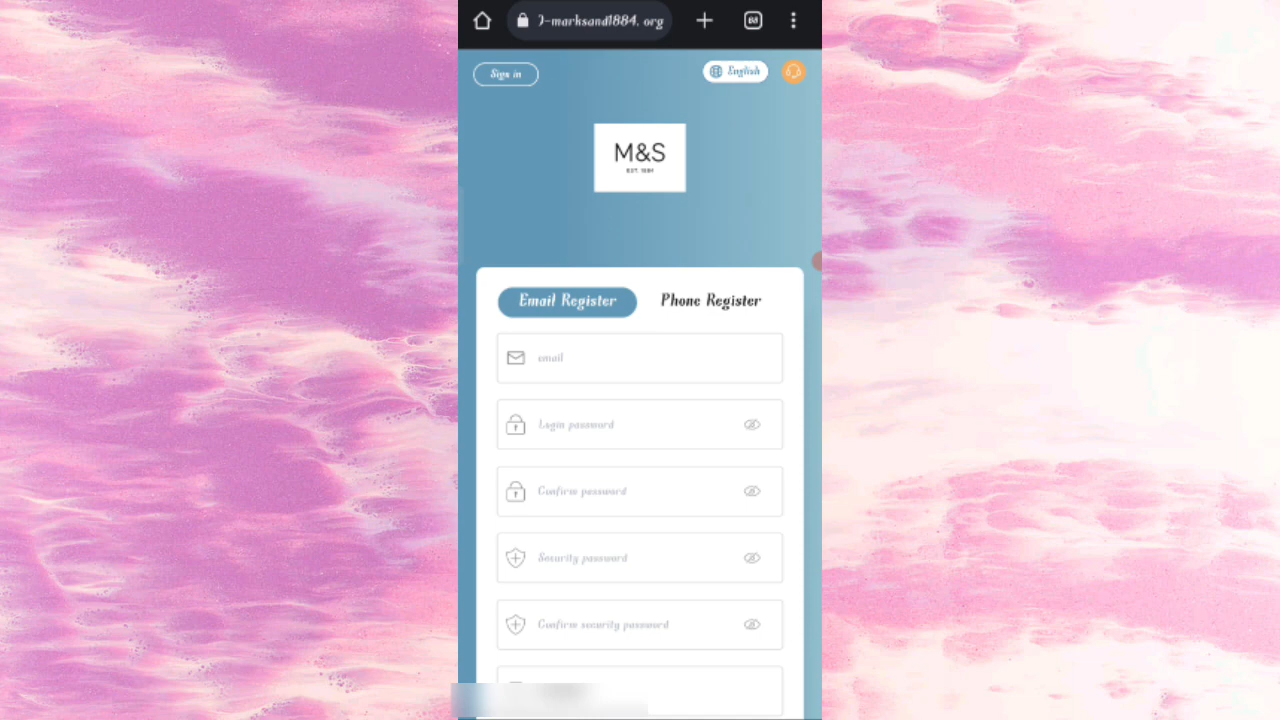 -marksand1884. org
Sign in
English
M&S
EST. 1884
Email Register
Phone Register
email
Login password
Confirm password
Security password
Confirm security password